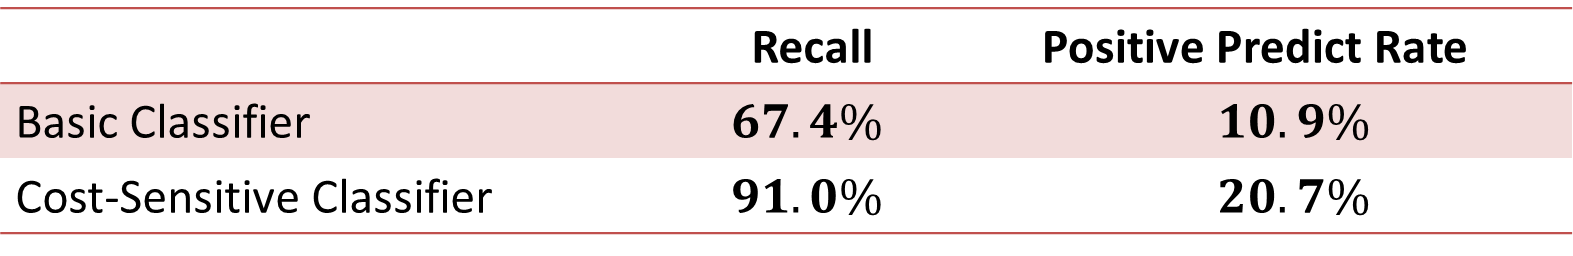 Recall Positive Predict Rate
Basic Classifier 67.4% 10.9%
Cost-Sensitive Classifier 91.0% 20.7%